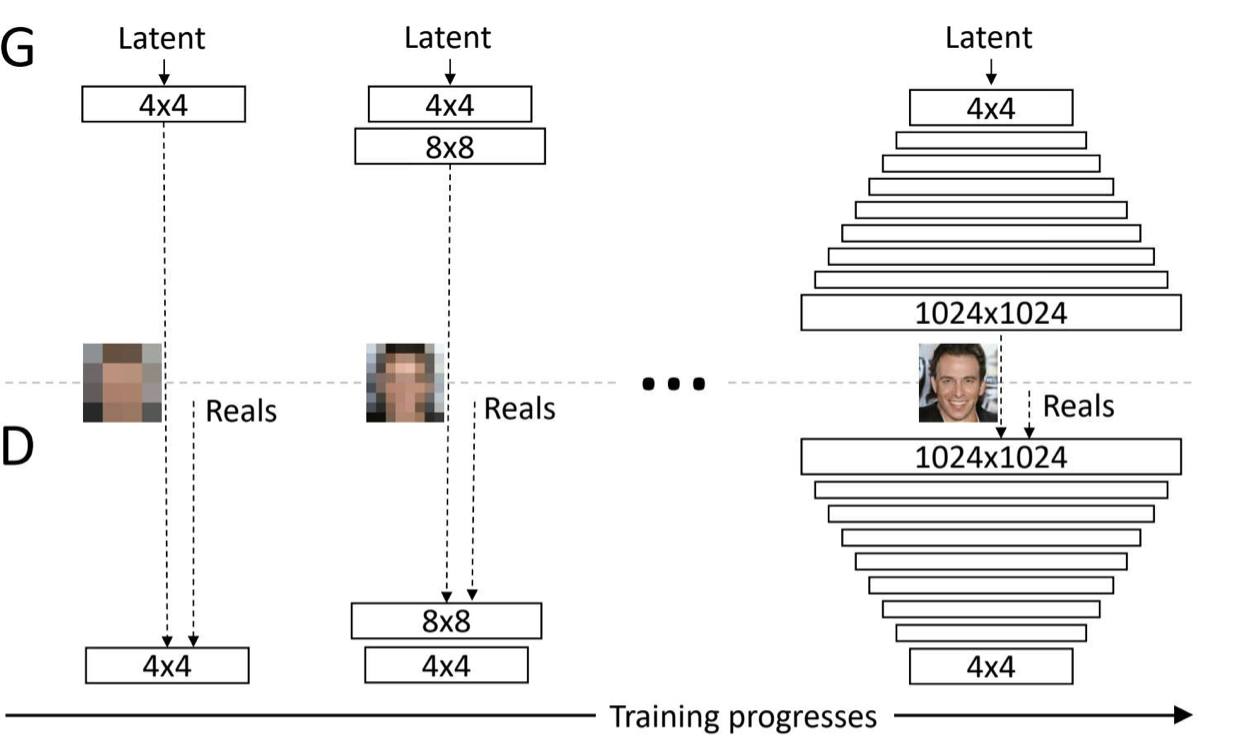 G
Latent
Latent
Latent
4x4
4x4
4x4
8x8
1024x1024
Reals
Reals
Reals
D
1024x1024
8x8
4x4
4x4
4x4
Training progresses